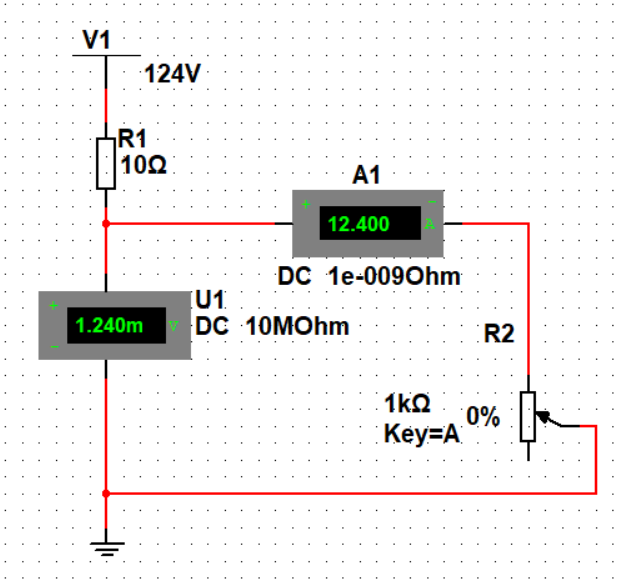 V1
124V
R1
10Ω
A1
+
−
12.400
A
DC 1e-009Ohm
U1
+
1.240m
V
DC 10MOhm
−
R2
1kΩ
0%
Key=A